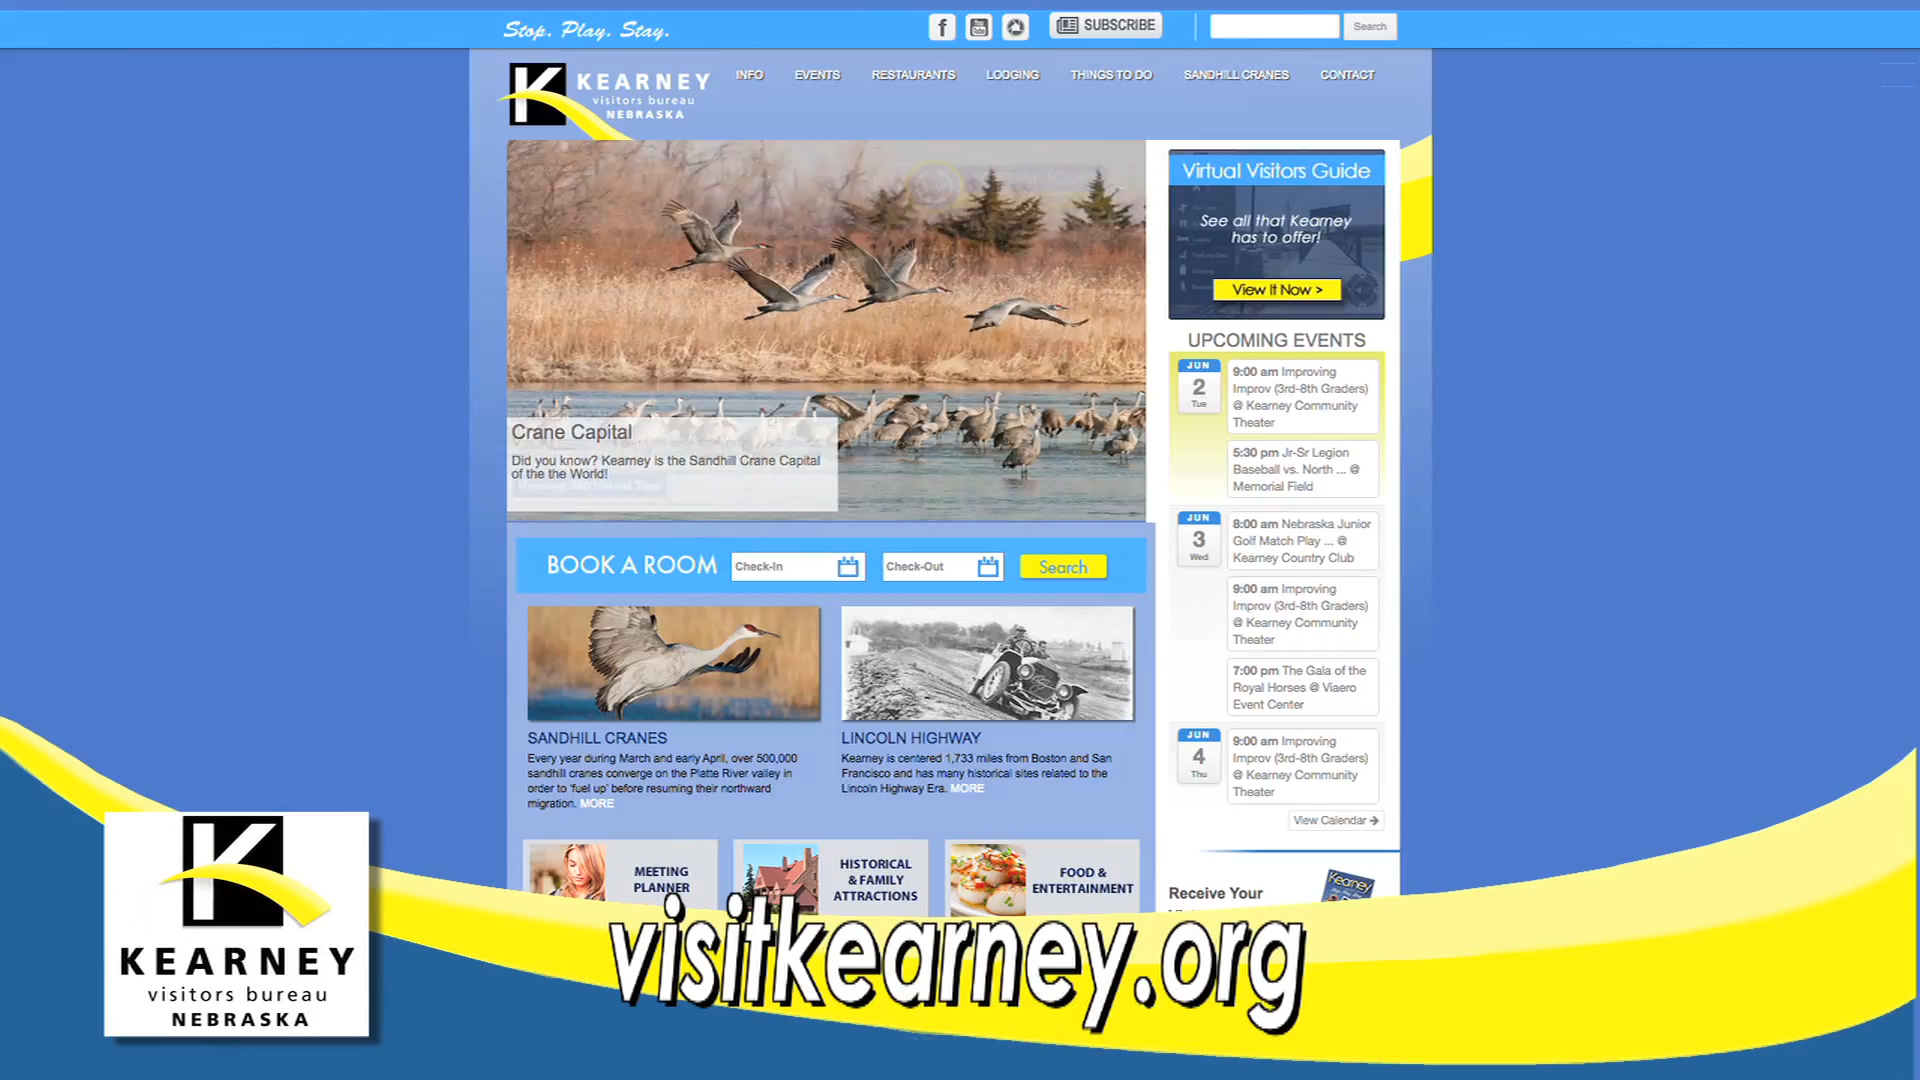 Stop. Play. Stay.
f
You
Tube
SUBSCRIBE
Search
K
KEARNEY
visitors bureau
NEBRASKA
INFO
EVENTS
RESTAURANTS
LODGING
THINGS TO DO
SANDHILL CRANES
CONTACT
Crane Capital
Did you know? Kearney is the Sandhill Crane Capital
of the the World!
Virtual Visitors Guide
See all that Kearney
has to offer!
View It Now >
UPCOMING EVENTS
JUN
2
Tue
9:00 am Improving
Improv (3rd-8th Graders)
@ Kearney Community
Theater
5:30 pm Jr-Sr Legion
Baseball vs. North ... @
Memorial Field
JUN
3
Wed
8:00 am Nebraska Junior
Golf Match Play ... @
Kearney Country Club
9:00 am Improving
Improv (3rd-8th Graders)
@ Kearney Community
Theater
7:00 pm The Gala of the
Royal Horses @ Viaero
Event Center
JUN
4
Thu
9:00 am Improving
Improv (3rd-8th Graders)
@ Kearney Community
Theater
View Calendar
Receive Your
Kearney
BOOK A ROOM
Check-In
Check-Out
Search
SANDHILL CRANES
Every year during March and early April, over 500,000
sandhill cranes converge on the Platte River valley in
order to 'fuel up' before resuming their northward
migration. MORE
LINCOLN HIGHWAY
Kearney is centered 1,733 miles from Boston and San
Francisco and has many historical sites related to the
Lincoln Highway Era. MORE
MEETING
PLANNER
HISTORICAL
& FAMILY
ATTRACTIONS
FOOD &
ENTERTAINMENT
K
KEARNEY
visitors bureau
NEBRASKA
visitkearney.org